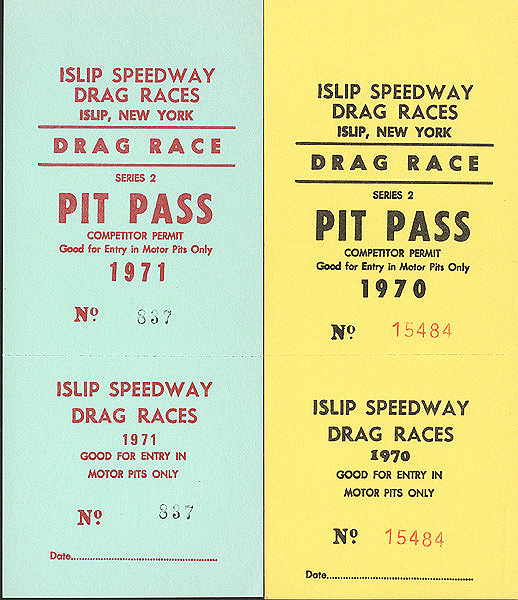 ISLIP SPEEDWAY
DRAG RACES
ISLIP, NEW YORK
DRAG RACE
SERIES 2
PIT PASS
COMPETITOR PERMIT
Good for Entry in Motor Pits Only
1971
Nº 837
ISLIP SPEEDWAY
DRAG RACES
1971
GOOD FOR ENTRY IN
MOTOR PITS ONLY
Nº 837
Date..............................
ISLIP SPEEDWAY
DRAG RACES
ISLIP, NEW YORK
DRAG RACE
SERIES 2
PIT PASS
COMPETITOR PERMIT
Good for Entry in Motor Pits Only
1970
Nº 15484
ISLIP SPEEDWAY
DRAG RACES
1970
GOOD FOR ENTRY IN
MOTOR PITS ONLY
Nº 15484
Date..............................